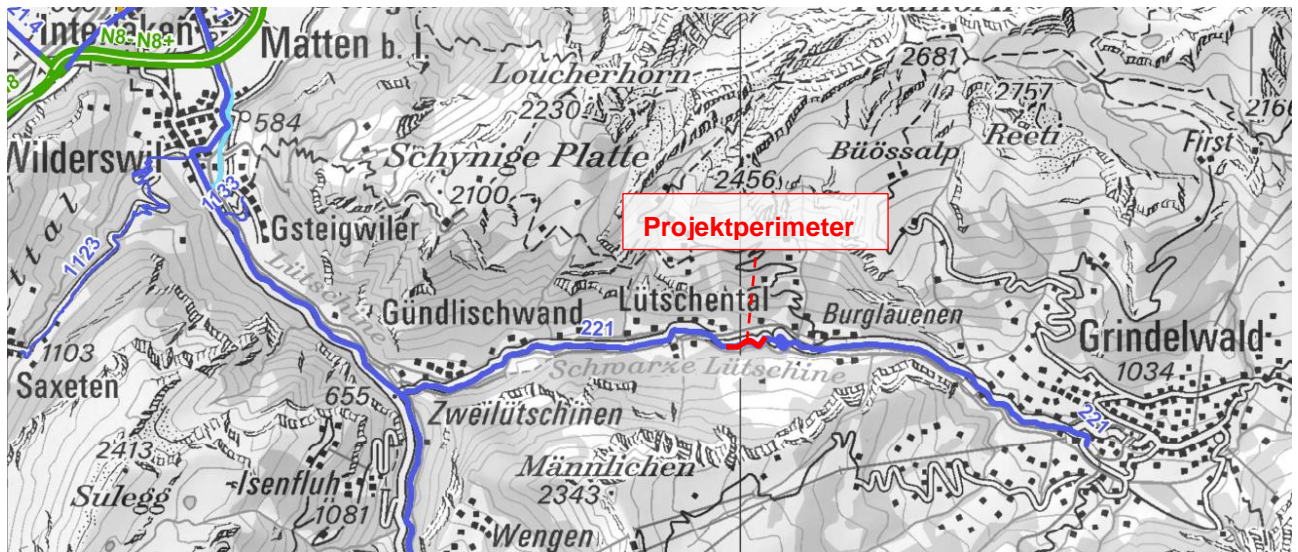 N8- N8+
Matten b. I.
Loucherhorn
2230
2681
2757
2166
Reeti
First
584
Wilderswil
Schynige Platte
2100
Büössalp
2456
Projektperimeter
1133
Gsteigwiler
1123
Lütschine
Gündlischwand
Lütschental
Burglauenen
221
Grindelwald
1034
Schwarze Lütschine
1103
Saxeten
655
Zweilütschinen
221
2413
Sulegg
Isenfluh
1081
Männlichen
2343
Wengen